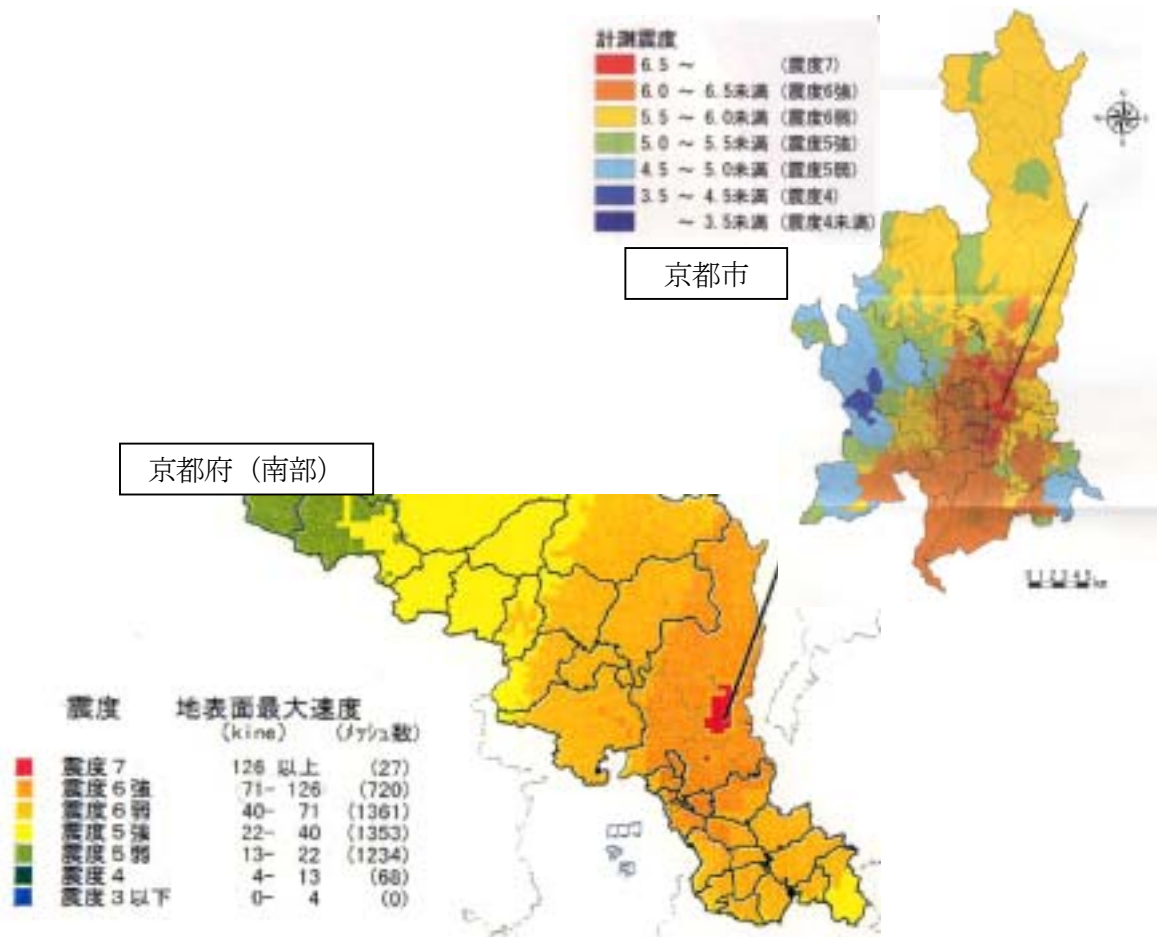 計測震度
6.5 ～ (震度7)
6.0 ～ 6.5未満 (震度6強)
5.5 ～ 6.0未満 (震度6弱)
5.0 ～ 5.5未満 (震度5強)
4.5 ～ 5.0未満 (震度5弱)
3.5 ～ 4.5未満 (震度4)
～ 3.5未満 (震度4未満)
京都市
0 1 2 3 4 5 km
京都府（南部）
震度 地表面最大速度
(kine) (メッシュ数)
震度7 126 以上 (27)
震度6強 71- 126 (720)
震度6弱 40- 71 (1361)
震度5強 22- 40 (1353)
震度5弱 13- 22 (1234)
震度4 4- 13 (68)
震度3以下 0- 4 (0)